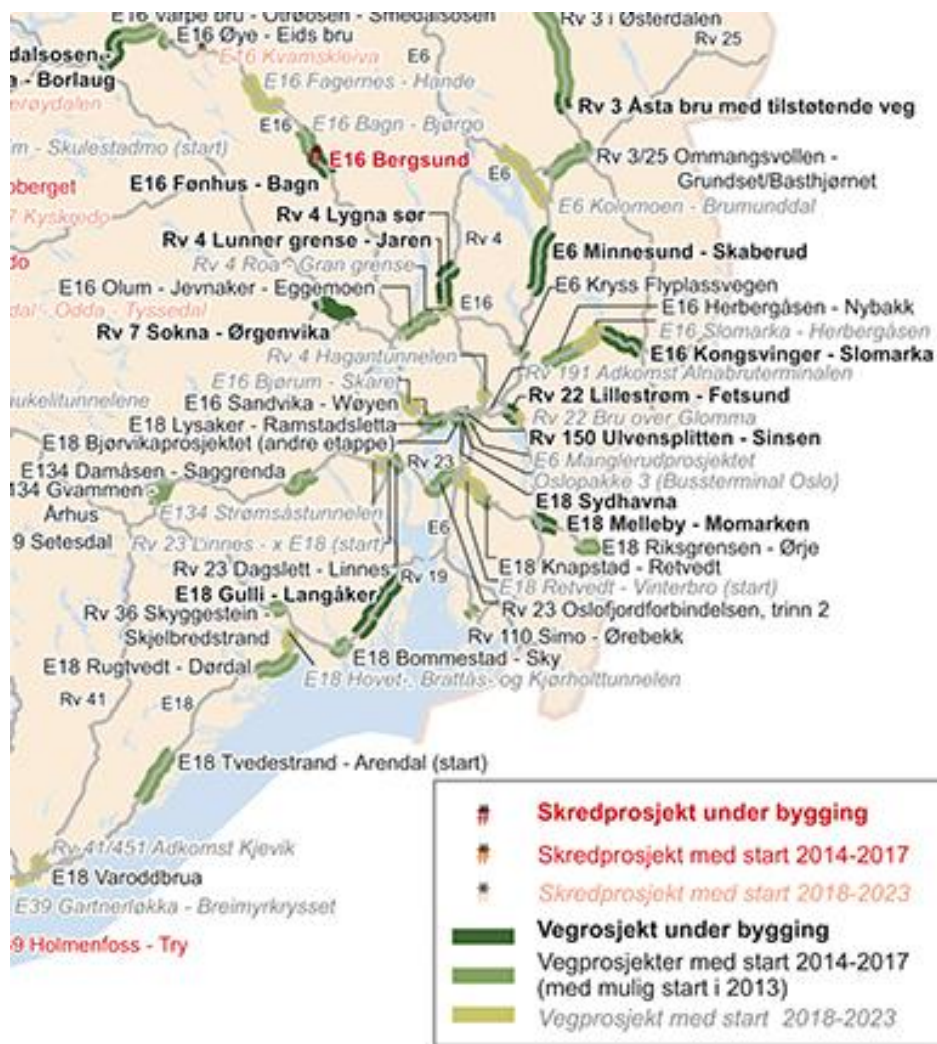 E16 Varpe bru - Otrøosen - Smedalsosen
Rv 3 i Østerdalen
E16 Øye - Eids bru
Rv 25
dalsosen -
E16 Kvamskleiva
E6
a - Borlaug
E16 Fagernes - Hande
erøydalen
Rv 3 Åsta bru med tilstøtende veg
E16
E16 Bagn - Bjørgo
m - Skulestadmo (start)
E16 Bergsund
Rv 3/25 Ommangsvollen -
Grundset/Basthjørnet
E6
oberget
E16 Fønhus - Bagn
E6 Kolomoen - Brumunddal
7 Kyskredo
Rv 4 Lygna sør
Rv 4 Lunner grense - Jaren
Rv 4
E6 Minnesund - Skaberud
do
Rv 4 Roa - Gran grense
E6 Kryss Flyplassvegen
E16 Olum - Jevnaker - Eggemoen
E16
E16 Herbergåsen - Nybakk
dal - Odda - Tyssedal
E16 Slomarka - Herbergåsen
Rv 7 Sokna - Ørgenvika
E16 Kongsvinger - Slomarka
Rv 4 Hagantunnelen
Rv 191 Adkomst Alnabruterminalen
E16 Bjørum - Skaret
aukelitunnelene
E16 Sandvika - Wøyen
Rv 22 Lillestrøm - Fetsund
Rv 22 Bru over Glomma
E18 Lysaker - Ramstadsletta
E18 Bjørvikaprosjektet (andre etappe)
Rv 150 Ulvensplitten - Sinsen
E6 Manglerudprosjektet
E134 Damåsen - Saggrenda
Rv 23
Oslopakke 3 (Bussterminal Oslo)
134 Gvammen -
Århus
E18 Sydhavna
E134 Strømsåstunnelen
E18 Melleby - Momarken
E6
9 Setesdal
Rv 23 Linnes - x E18 (start)
E18 Riksgrensen - Ørje
Rv 23 Dagslett - Linnes
Rv 19
E18 Knapstad - Retvedt
E18 Retvedt - Vinterbro (start)
E18 Gulli - Langåker
Rv 23 Oslofjordforbindelsen, trinn 2
Rv 36 Skyggestein -
Skjelbredstrand
Rv 110 Simo - Ørebekk
E18 Bommestad - Sky
E18 Rugtvedt - Dørdal
E18 Hovet-, Brattås- og Kjørholttunnelen
Rv 41
E18
E18 Tvedestrand - Arendal (start)
Rv 41/451 Adkomst Kjevik
E18 Varoddbrua
E39 Gartnerløkka - Breimyrkrysset
39 Holmenfoss - Try
Skredprosjekt under bygging
Skredprosjekt med start 2014-2017
Skredprosjekt med start 2018-2023
Vegrosjekt under bygging
Vegprosjekter med start 2014-2017
(med mulig start i 2013)
Vegprosjekt med start 2018-2023